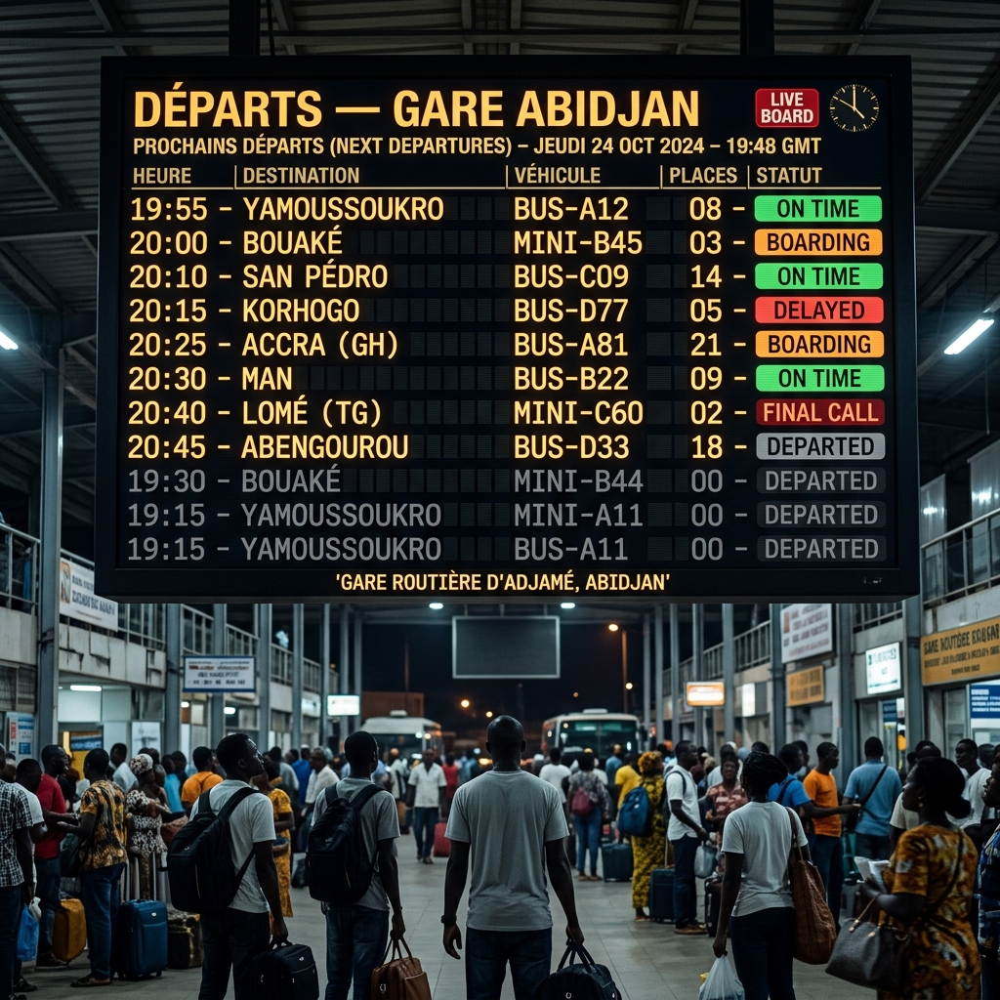 DÉPARTS — GARE ABIDJAN
LIVE BOARD
PROCHAINS DÉPARTS (NEXT DEPARTURES) – JEUDI 24 OCT 2024 – 19:48 GMT
HEURE | DESTINATION | VÉHICULE | PLACES | STATUT
19:55 – YAMOUSSOUKRO BUS-A12 08 – ON TIME
20:00 – BOUAKÉ MINI-B45 03 – BOARDING
20:10 – SAN PÉDRO BUS-C09 14 – ON TIME
20:15 – KORHOGO BUS-D77 05 – DELAYED
20:25 – ACCRA (GH) BUS-A81 21 – BOARDING
20:30 – MAN BUS-B22 09 – ON TIME
20:40 – LOMÉ (TG) MINI-C60 02 – FINAL CALL
20:45 – ABENGOUROU BUS-D33 18 – DEPARTED
19:30 – BOUAKÉ MINI-B44 00 – DEPARTED
19:15 – YAMOUSSOUKRO MINI-A11 00 – DEPARTED
19:15 – YAMOUSSOUKRO BUS-A11 00 – DEPARTED
'GARE ROUTIÈRE D'ADJAMÉ, ABIDJAN'